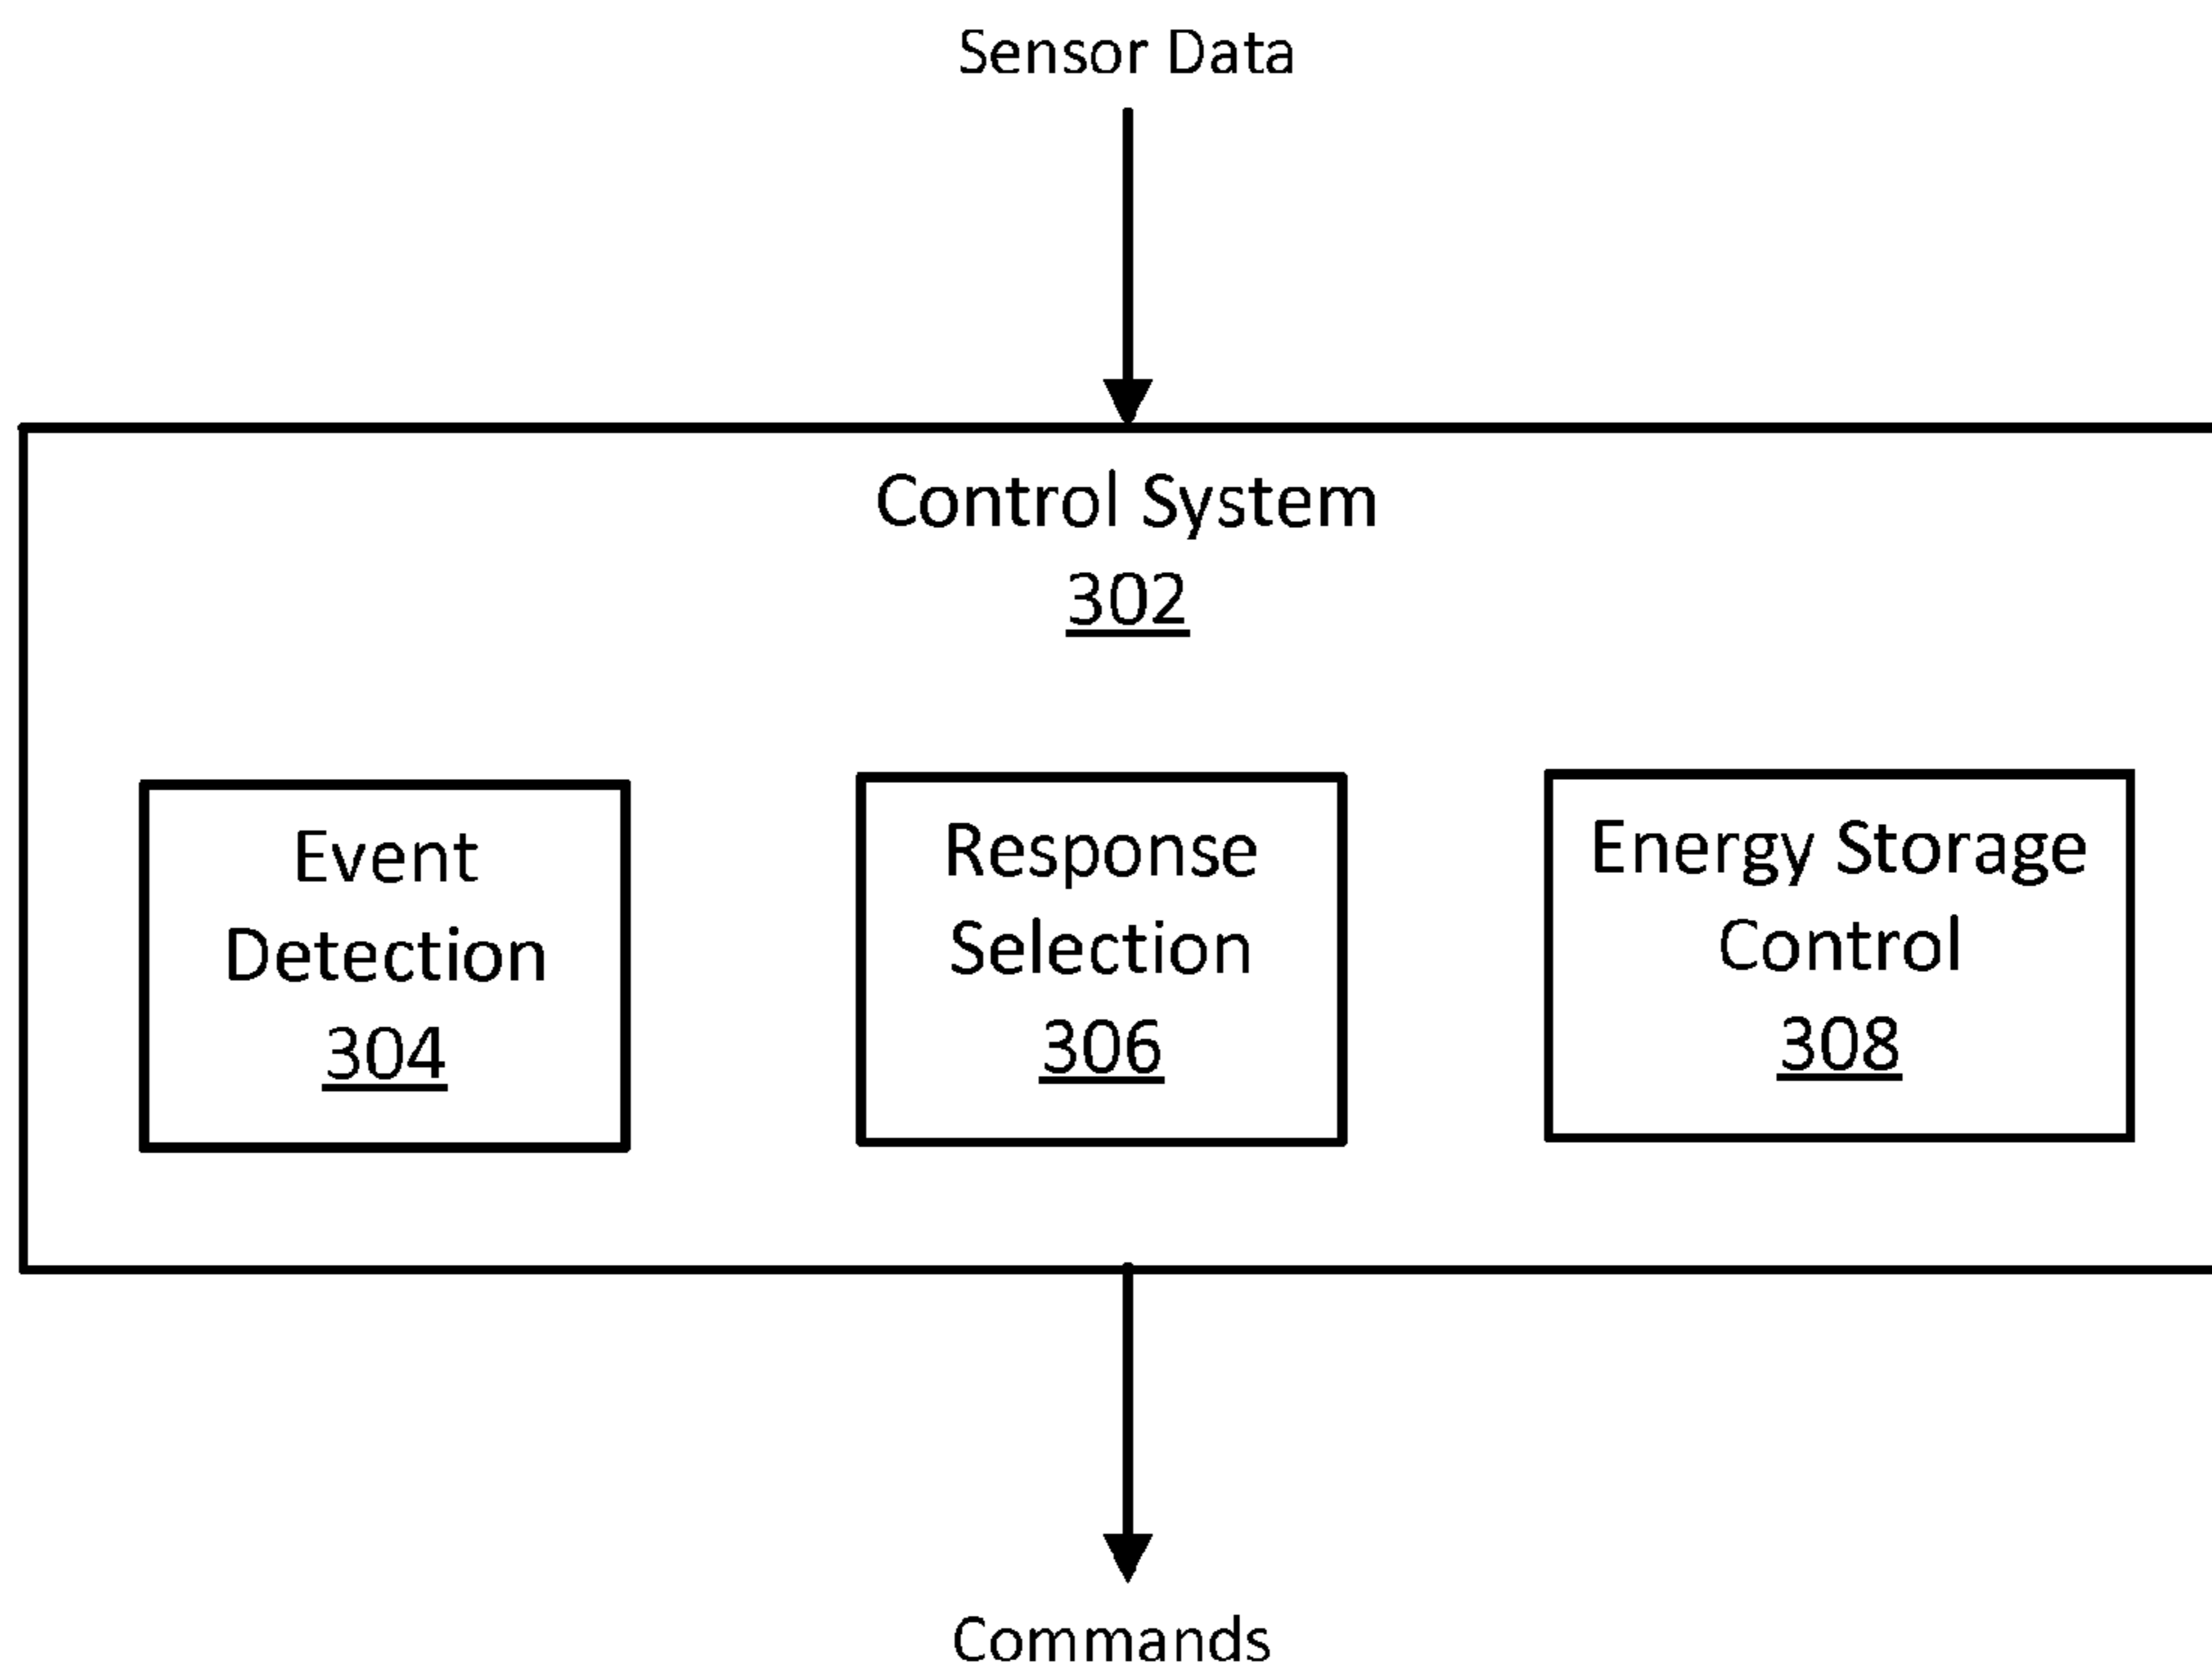 Sensor Data
Control System
302
Event
Detection
304
Response
Selection
306
Energy Storage
Control
308
Commands